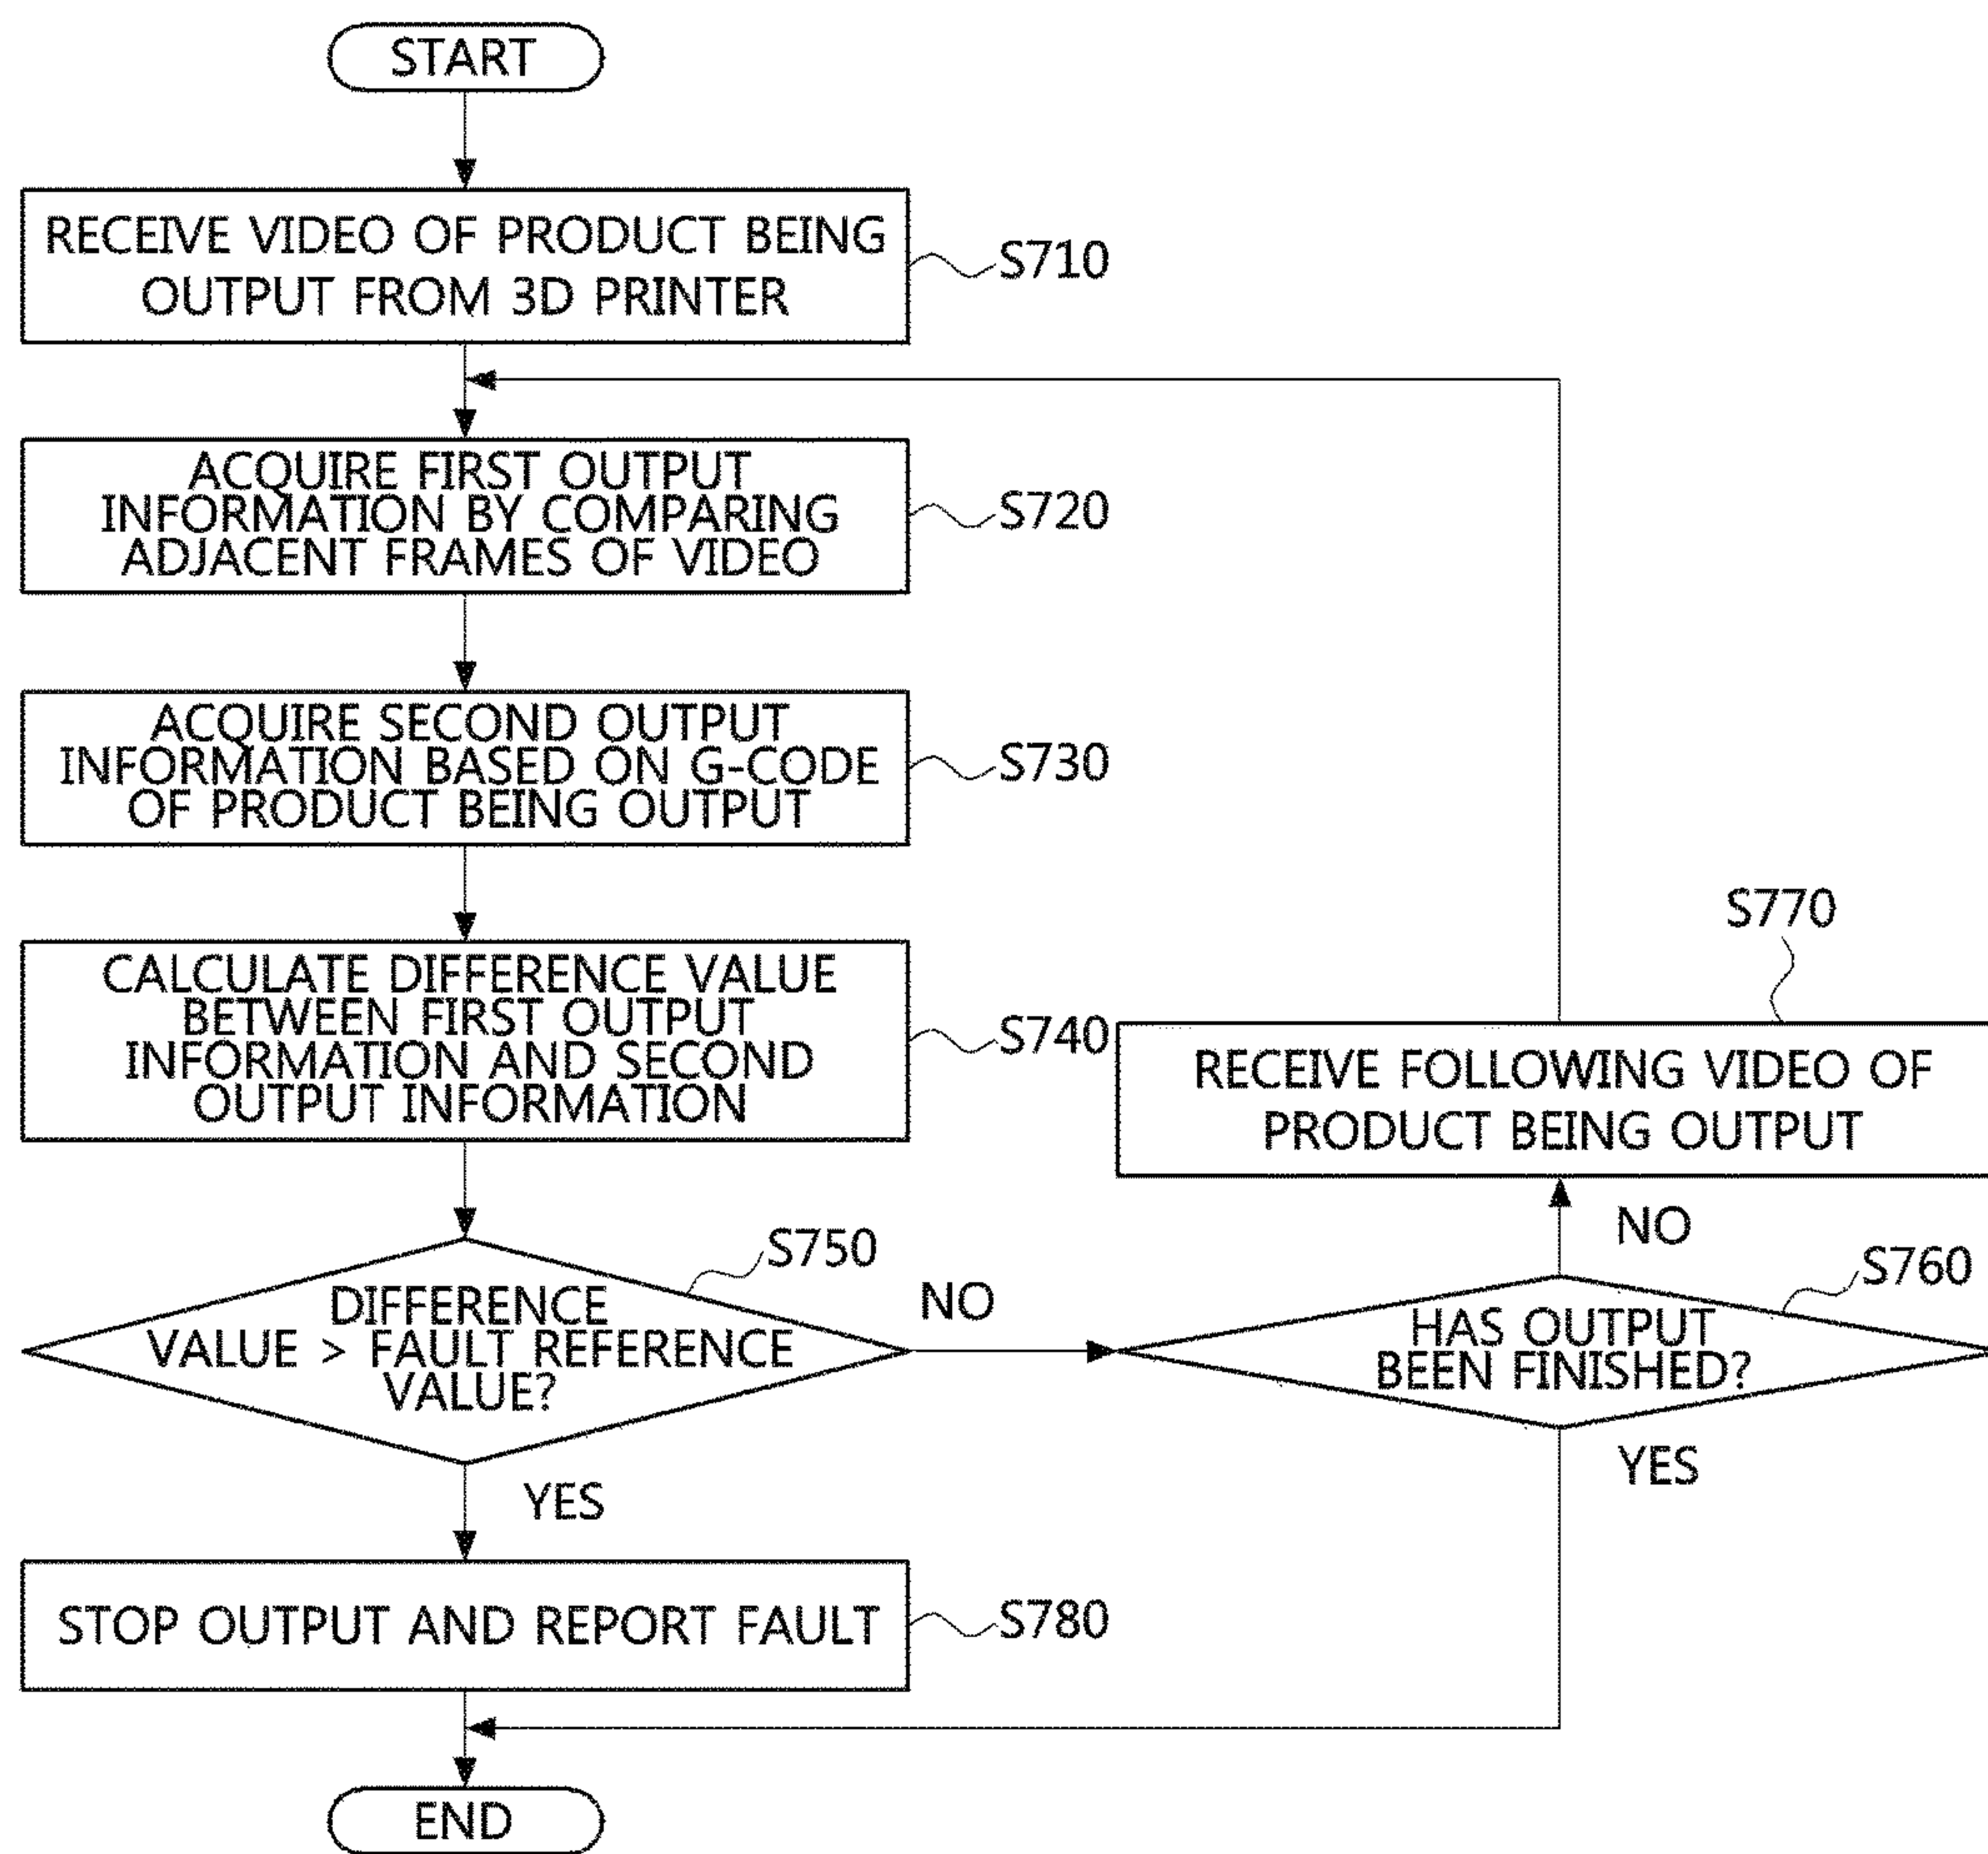 START
RECEIVE VIDEO OF PRODUCT BEING
OUTPUT FROM 3D PRINTER
S710
ACQUIRE FIRST OUTPUT
INFORMATION BY COMPARING
ADJACENT FRAMES OF VIDEO
S720
ACQUIRE SECOND OUTPUT
INFORMATION BASED ON G-CODE
OF PRODUCT BEING OUTPUT
S730
CALCULATE DIFFERENCE VALUE
BETWEEN FIRST OUTPUT
INFORMATION AND SECOND
OUTPUT INFORMATION
S740
DIFFERENCE
VALUE > FAULT REFERENCE
VALUE?
S750
NO
YES
HAS OUTPUT
BEEN FINISHED?
S760
NO
YES
RECEIVE FOLLOWING VIDEO OF
PRODUCT BEING OUTPUT
S770
STOP OUTPUT AND REPORT FAULT
S780
END